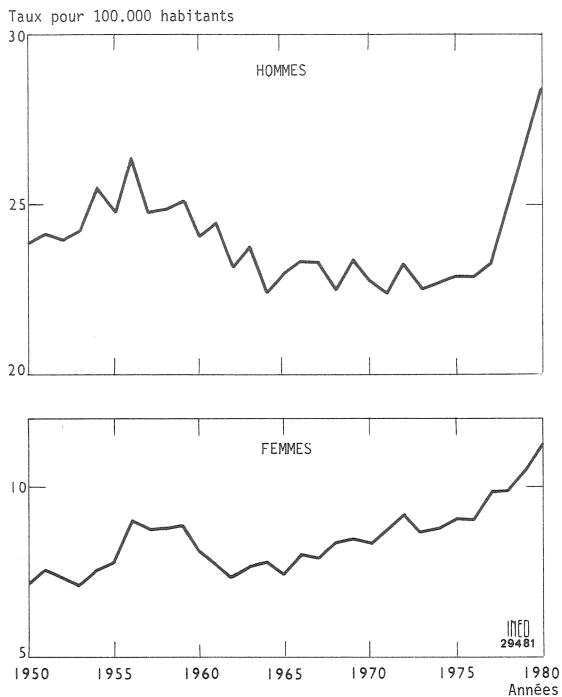 Taux pour 100.000 habitants
30
HOMMES
25
20
FEMMES
10
INED
29481
5
1950 1955 1960 1965 1970 1975 1980
Années